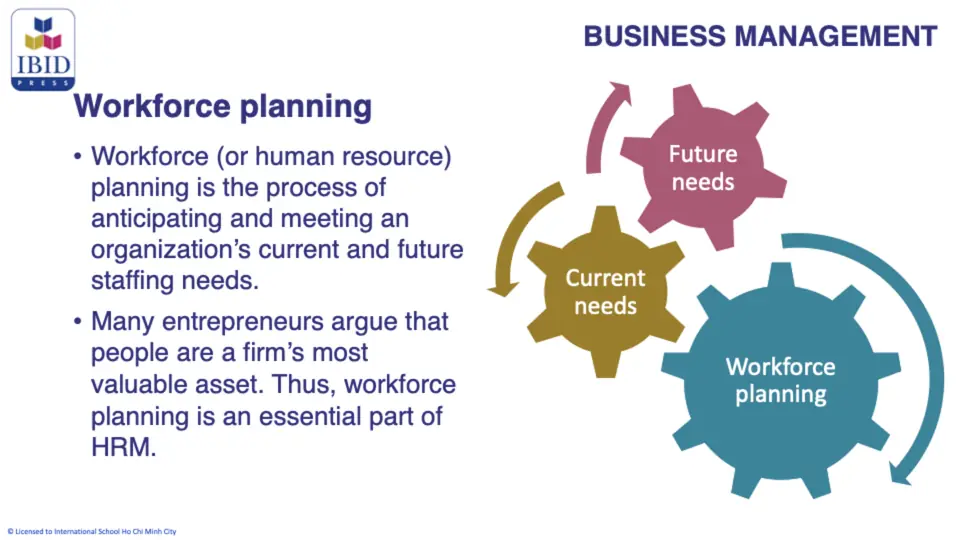 IBID
PRESS
BUSINESS MANAGEMENT
Workforce planning
• Workforce (or human resource)
planning is the process of
anticipating and meeting an
organization’s current and future
staffing needs.
• Many entrepreneurs argue that
people are a firm’s most
valuable asset. Thus, workforce
planning is an essential part of
HRM.
Future
needs
Current
needs
Workforce
planning
© Licensed to International School Ho Chi Minh City